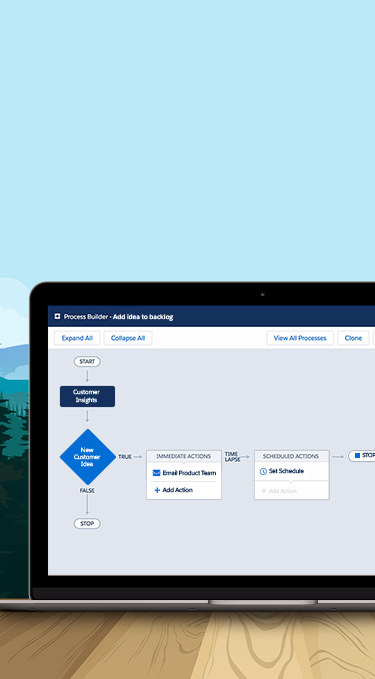 Process Builder - Add idea to backlog
Expand All
Collapse All
View All Processes
Clone
START
Customer
Insights
New
Customer
Idea
TRUE
IMMEDIATE ACTIONS
Email Product Team
+ Add Action
TIME
LAPSE
SCHEDULED ACTIONS
Set Schedule
+ Add Action
STOP
FALSE
STOP